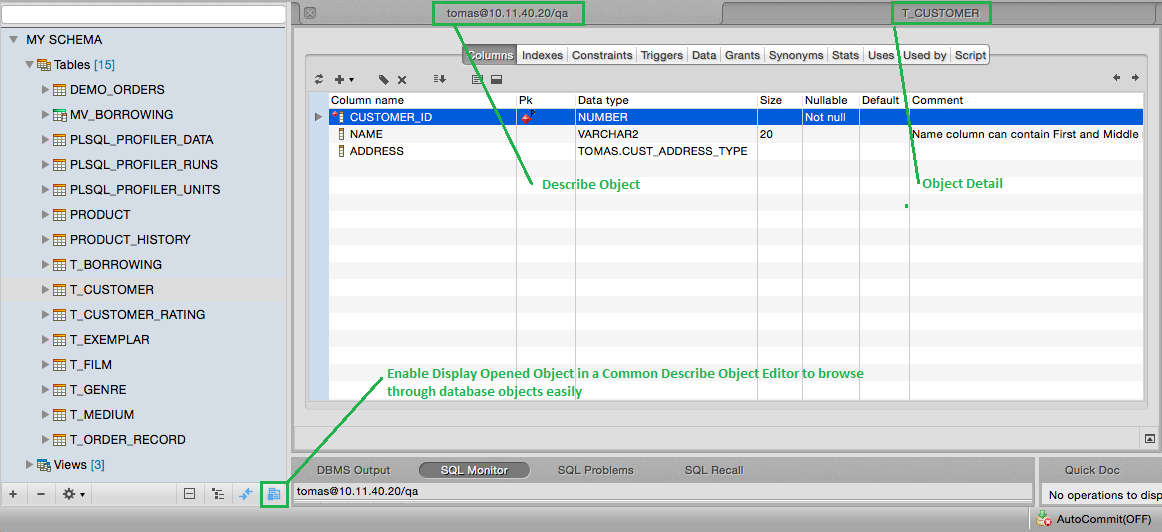 tomas@10.11.40.20/qa
T_CUSTOMER
MY SCHEMA
Tables [15]
DEMO_ORDERS
MV_BORROWING
PLSQL_PROFILER_DATA
PLSQL_PROFILER_RUNS
PLSQL_PROFILER_UNITS
PRODUCT
PRODUCT_HISTORY
T_BORROWING
T_CUSTOMER
T_CUSTOMER_RATING
T_EXEMPLAR
T_FILM
T_GENRE
T_MEDIUM
T_ORDER_RECORD
Views [3]
Columns Indexes Constraints Triggers Data Grants Synonyms Stats Uses Used by Script
Column name Pk Data type Size Nullable Default Comment
CUSTOMER_ID NUMBER Not null
NAME VARCHAR2 20 Name column can contain First and Middle
ADDRESS TOMAS.CUST_ADDRESS_TYPE
Describe Object
Object Detail
Enable Display Opened Object in a Common Describe Object Editor to browse
through database objects easily
DBMS Output SQL Monitor SQL Problems SQL Recall
Quick Doc
tomas@10.11.40.20/qa
No operations to disp
AutoCommit(OFF)